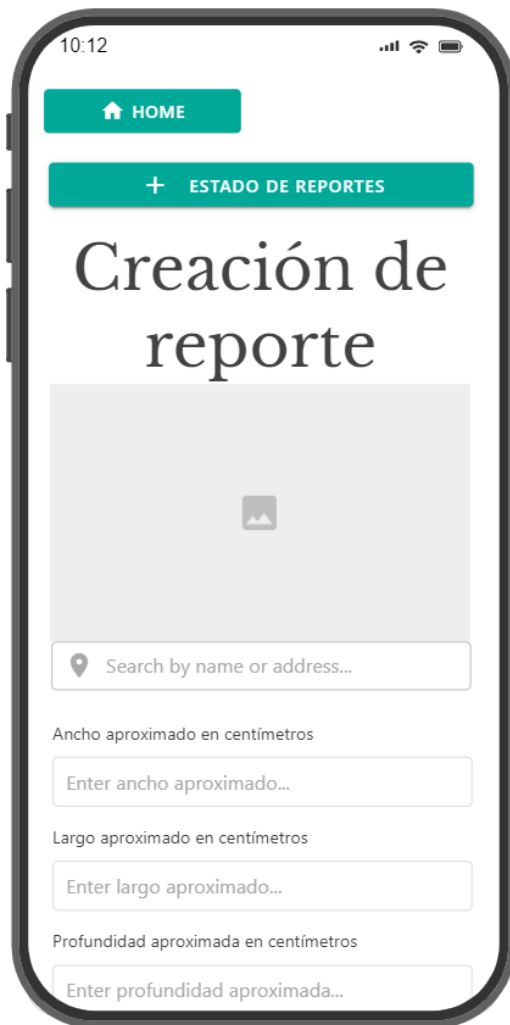 10:12
HOME
+ ESTADO DE REPORTES
Creación de
reporte
Search by name or address...
Ancho aproximado en centímetros
Enter ancho aproximado...
Largo aproximado en centímetros
Enter largo aproximado...
Profundidad aproximada en centímetros
Enter profundidad aproximada...